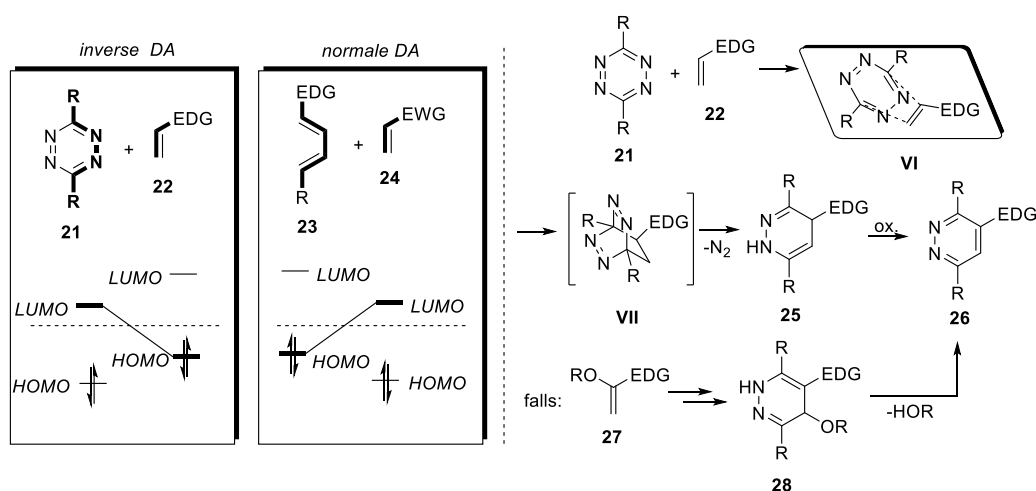 inverse DA
R
N N
N N
R
21
+
EDG
22
LUMO
LUMO
HOMO
HOMO
normale DA
EDG
R
23
+
EWG
24
LUMO
LUMO
HOMO
HOMO
R
N N
N N
R
21
+
EDG
22
R
N N
N N
R
EDG
VI
R
N N
N N
EDG
R
VII
-N2
R
N
HN
EDG
R
25
ox.
R
N
N
EDG
R
26
falls:
RO EDG
27
R
HN
N
EDG
OR
R
28
-HOR